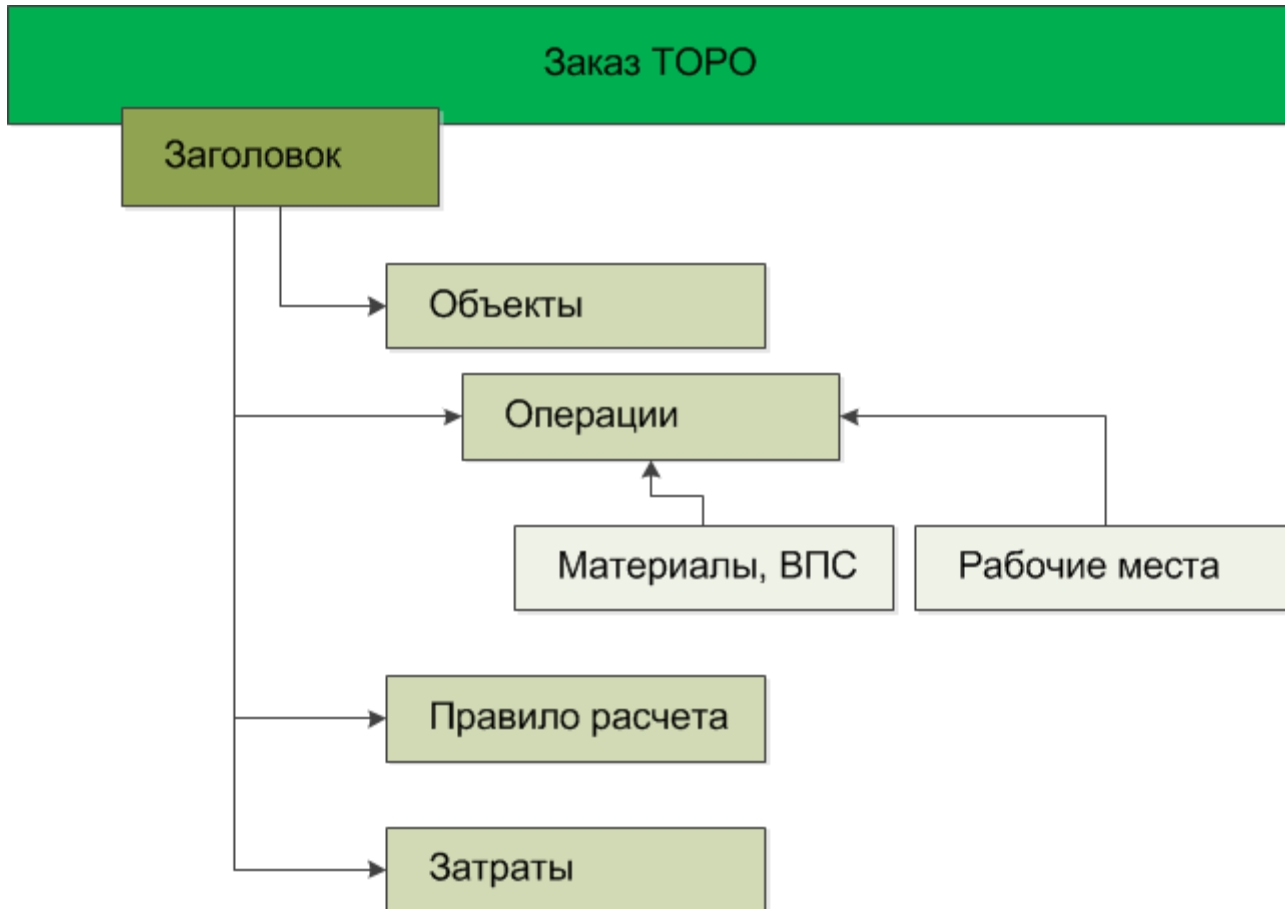 Заказ ТОРО
Заголовок
Объекты
Операции
Материалы, ВПС
Рабочие места
Правило расчета
Затраты